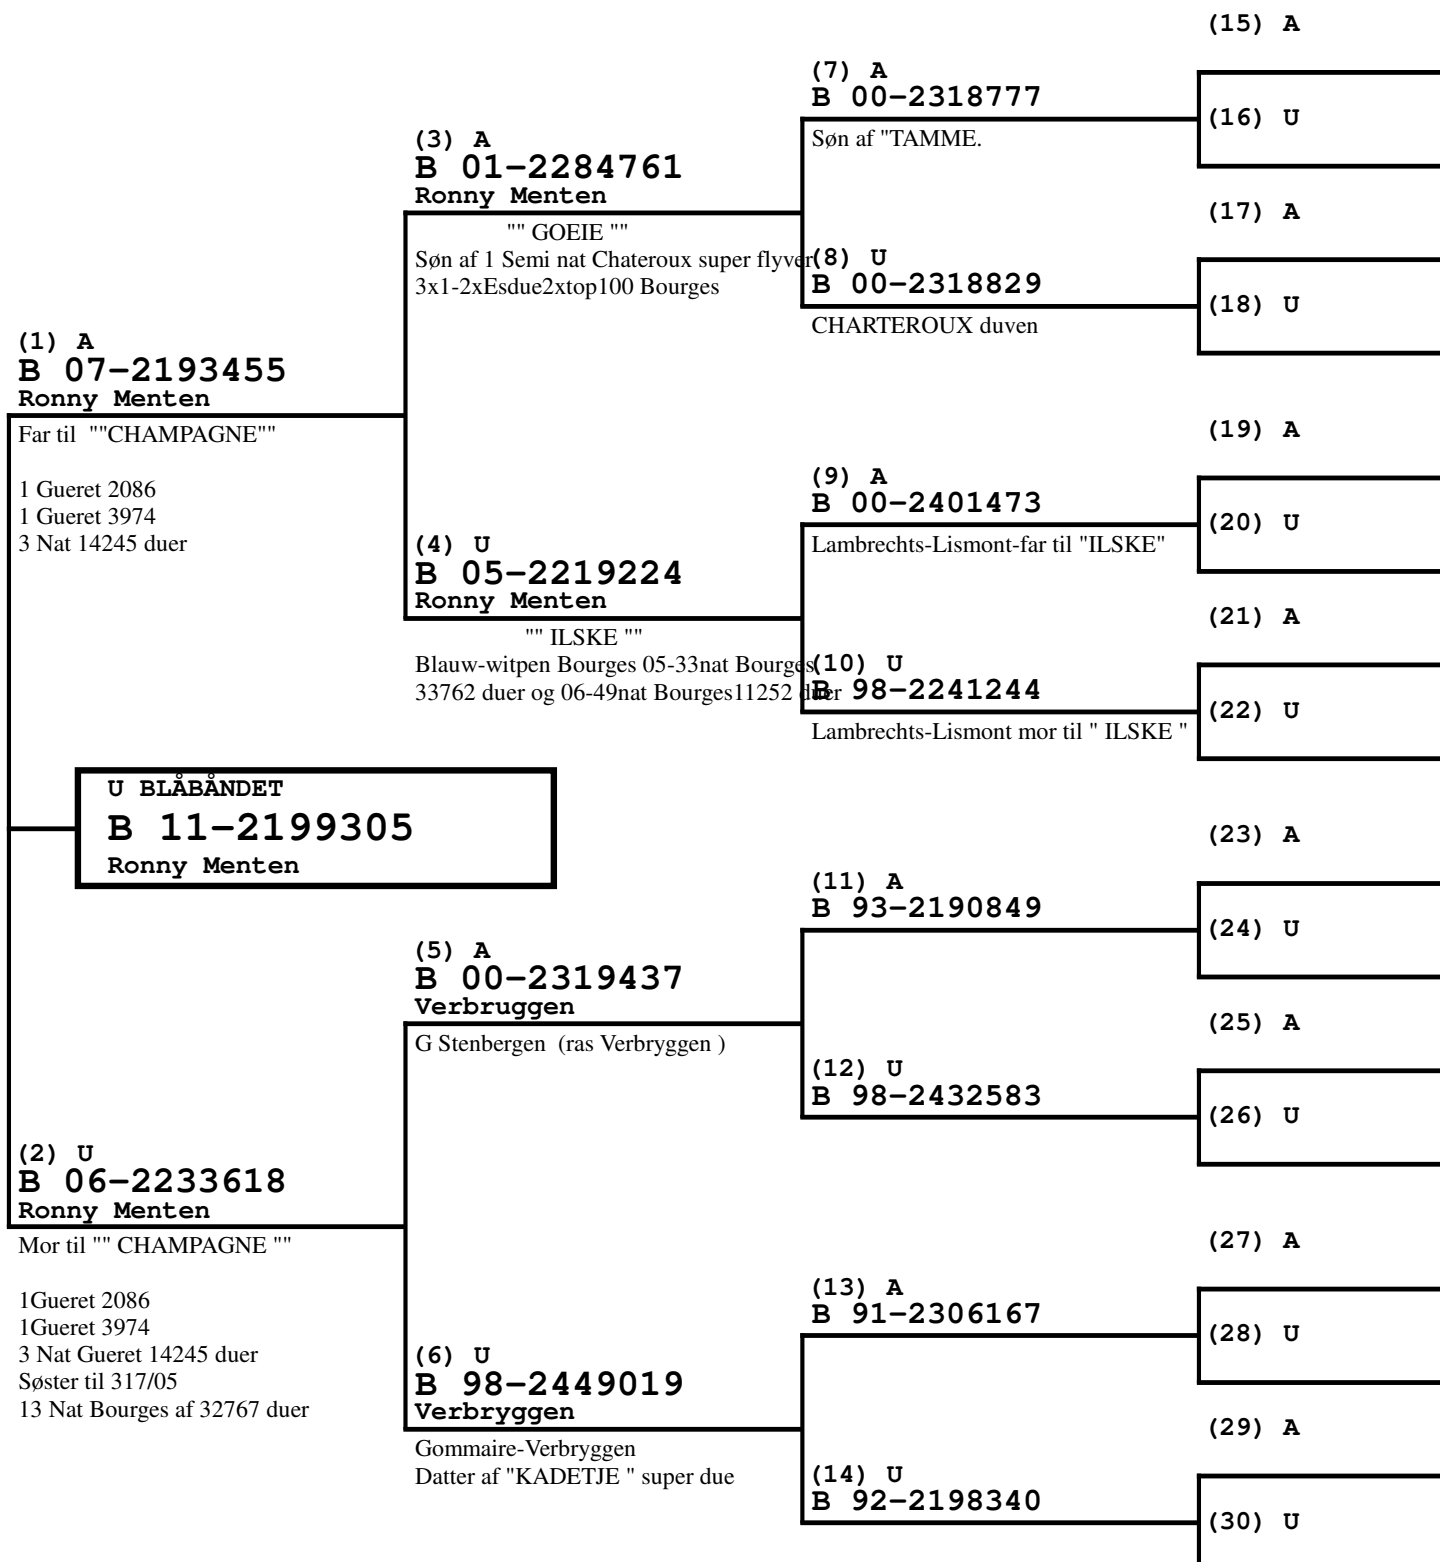 (1) A
B 07-2193455
Ronny Menten
Far til ""CHAMPAGNE""
1 Gueret 2086
1 Gueret 3974
3 Nat 14245 duer
U BLÅBÅNDET
B 11-2199305
Ronny Menten
(2) U
B 06-2233618
Ronny Menten
Mor til "" CHAMPAGNE ""
1Gueret 2086
1Gueret 3974
3 Nat Gueret 14245 duer
Søster til 317/05
13 Nat Bourges af 32767 duer
(3) A
B 01-2284761
Ronny Menten
"" GOEIE ""
Søn af 1 Semi nat Chateroux super flyver
3x1-2xEsdue2xtop100 Bourges
(4) U
B 05-2219224
Ronny Menten
"" ILSKE ""
Blauw-witpen Bourges 05-33nat Bourges
33762 duer og 06-49nat Bourges11252 duer
(5) A
B 00-2319437
Verbruggen
G Stenbergen (ras Verbryggen )
(6) U
B 98-2449019
Verbryggen
Gommaire-Verbryggen
Datter af "KADETJE " super due
(7) A
B 00-2318777
Søn af "TAMME.
(8) U
B 00-2318829
CHARTEROUX duven
(9) A
B 00-2401473
Lambrechts-Lismont-far til "ILSKE"
(10) U
B 98-2241244
Lambrechts-Lismont mor til " ILSKE "
(11) A
B 93-2190849
(12) U
B 98-2432583
(13) A
B 91-2306167
(14) U
B 92-2198340
(15) A
(16) U
(17) A
(18) U
(19) A
(20) U
(21) A
(22) U
(23) A
(24) U
(25) A
(26) U
(27) A
(28) U
(29) A
(30) U